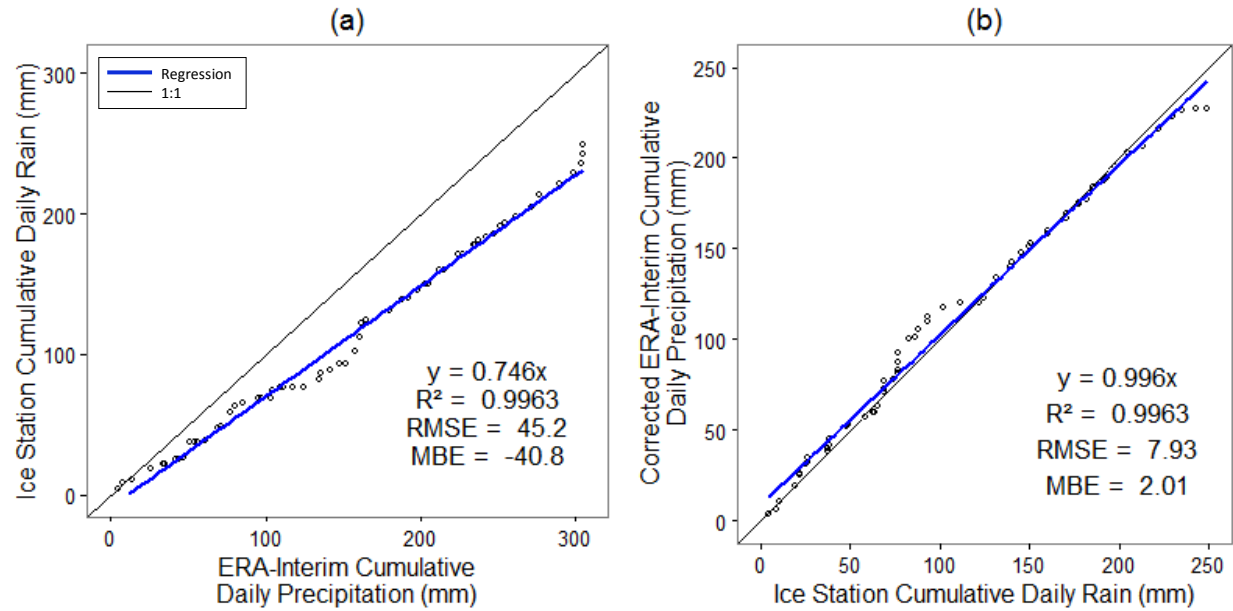 (a)
Ice Station Cumulative Daily Rain (mm)
300
200
100
0
Regression
1:1
y = 0.746x
R² = 0.9963
RMSE = 45.2
MBE = -40.8
0 100 200 300
ERA-Interim Cumulative
Daily Precipitation (mm)
(b)
Corrected ERA-Interim Cumulative
Daily Precipitation (mm)
250
200
150
100
50
0
y = 0.996x
R² = 0.9963
RMSE = 7.93
MBE = 2.01
0 50 100 150 200 250
Ice Station Cumulative Daily Rain (mm)